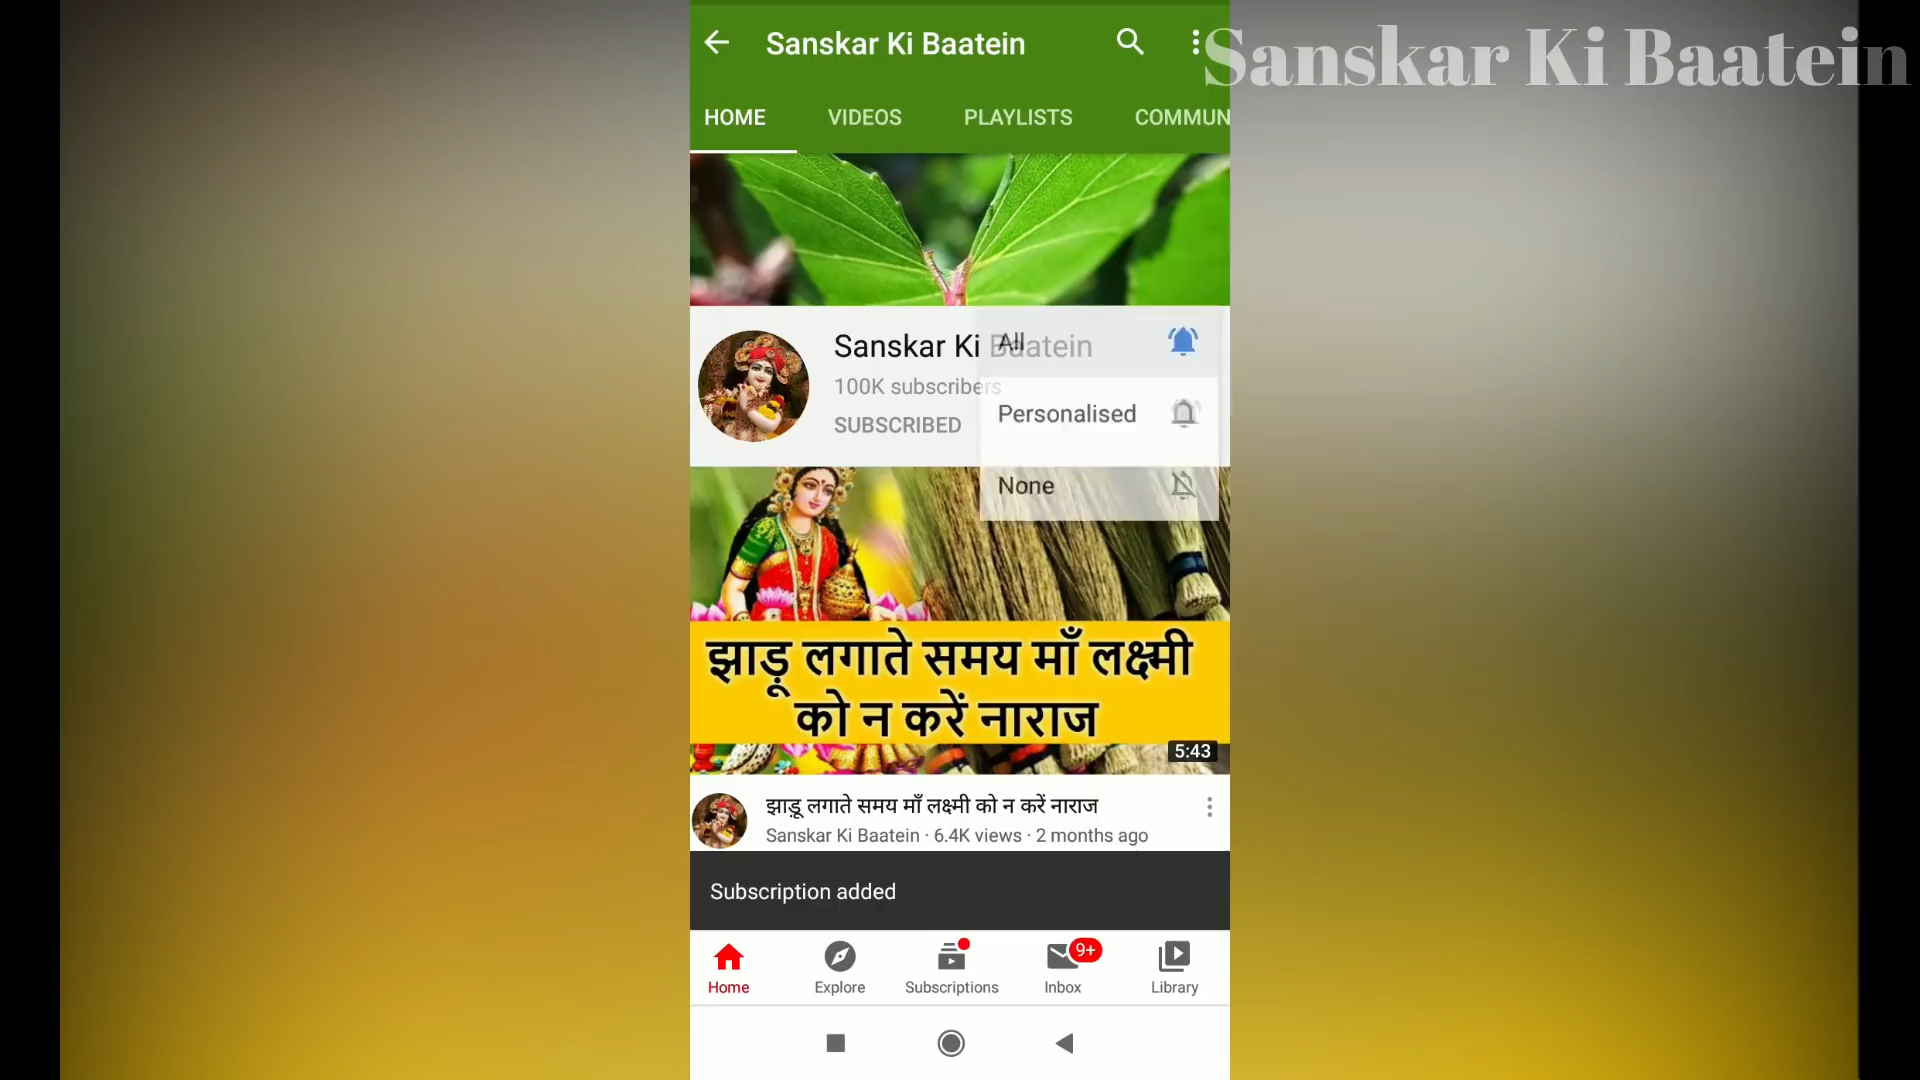 Sanskar Ki Baatein
Sanskar Ki Baatein
HOME VIDEOS PLAYLISTS COMMUN
Sanskar Ki Baatein
100K subscribers
SUBSCRIBED
All
Personalised
None
झाड़ू लगाते समय माँ लक्ष्मी
को न करें नाराज
5:43
झाड़ू लगाते समय माँ लक्ष्मी को न करें नाराज
Sanskar Ki Baatein · 6.4K views · 2 months ago
Subscription added
Home Explore Subscriptions Inbox 9+ Library